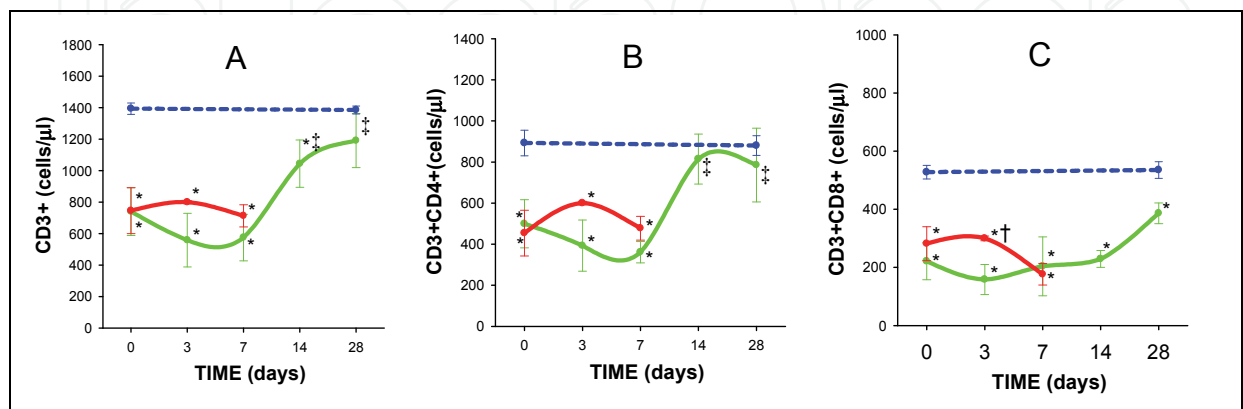 A
CD3+ (cells/µl)
1800
1600
1400
1200
1000
800
600
400
200
0
* * * * * * *‡ ‡
0 3 7 14 28
TIME (days)
B
CD3+CD4+(cells/µl)
1400
1200
1000
800
600
400
200
0
* * * * * * ‡ ‡
0 3 7 14 28
TIME (days)
C
CD3+CD8+ (cells/µl)
1000
800
600
400
200
0
* * *† * * * * *
0 3 7 14 28
TIME (days)